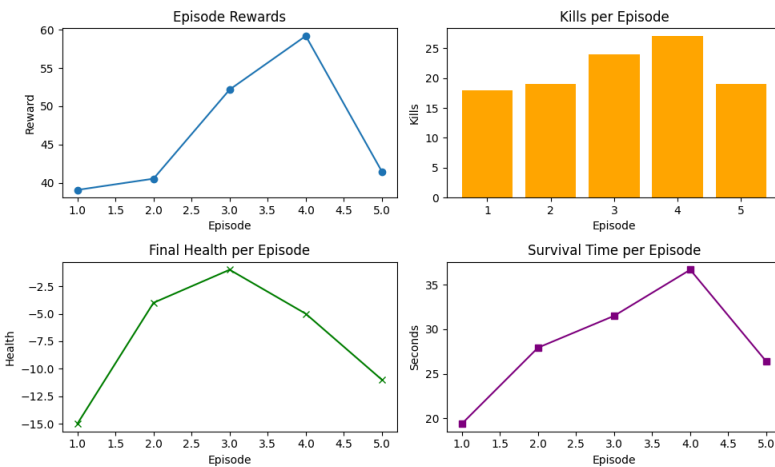 Episode Rewards
60
55
50
45
40
Reward
1.0 1.5 2.0 2.5 3.0 3.5 4.0 4.5 5.0
Episode
Kills per Episode
25
20
15
10
5
0
Kills
1 2 3 4 5
Episode
Final Health per Episode
−2.5
−5.0
−7.5
−10.0
−12.5
−15.0
Health
1.0 1.5 2.0 2.5 3.0 3.5 4.0 4.5 5.0
Episode
Survival Time per Episode
35
30
25
20
Seconds
1.0 1.5 2.0 2.5 3.0 3.5 4.0 4.5 5.0
Episode